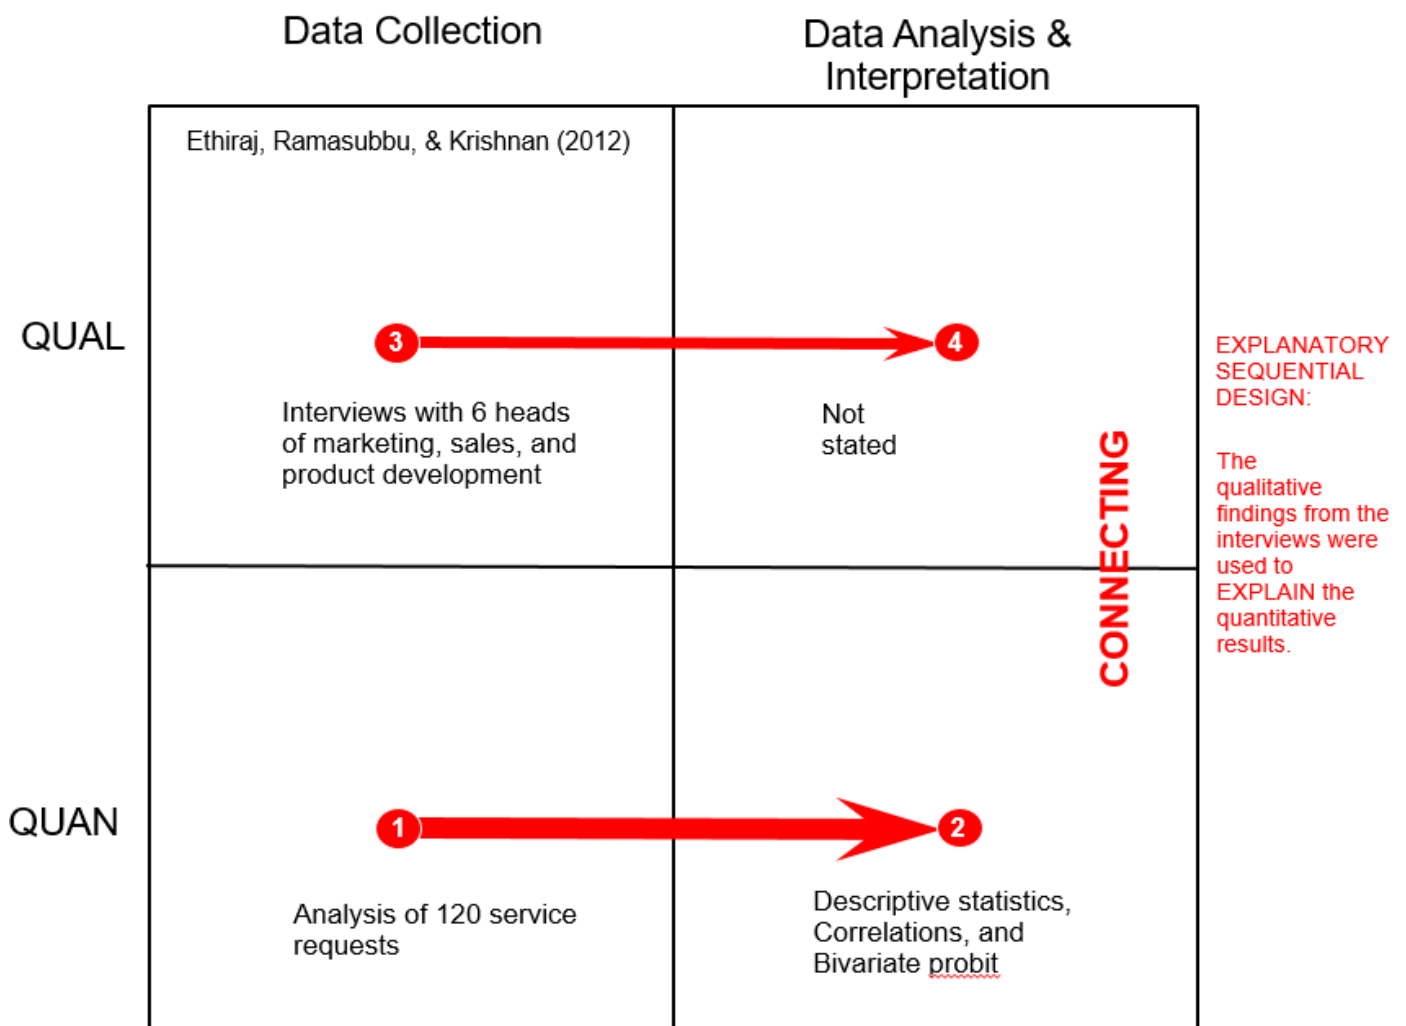 Data Collection
Data Analysis &
Interpretation
Ethiraj, Ramasubbu, & Krishnan (2012)
QUAL
3
4
Interviews with 6 heads
of marketing, sales, and
product development
Not
stated
CONNECTING
EXPLANATORY
SEQUENTIAL
DESIGN:
The
qualitative
findings from the
interviews were
used to
EXPLAIN the
quantitative
results.
QUAN
1
2
Analysis of 120 service
requests
Descriptive statistics,
Correlations, and
Bivariate probit